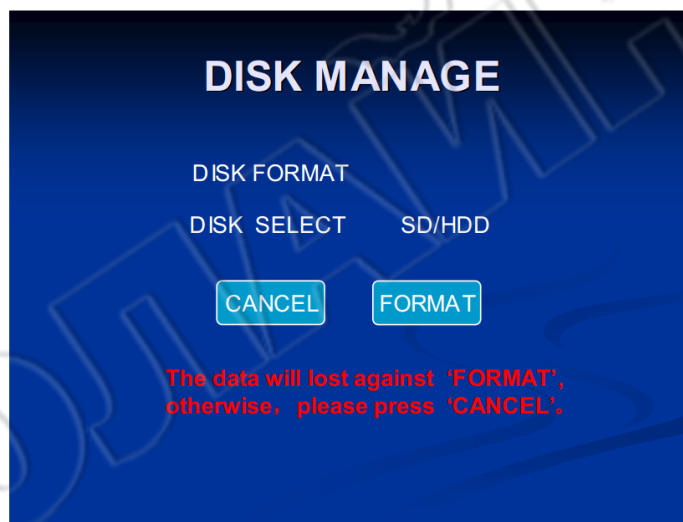 DISK MANAGE
DISK FORMAT
DISK SELECT SD/HDD
CANCEL FORMAT
The data will lost against ‘FORMAT’,
otherwise， please press ‘CANCEL’。